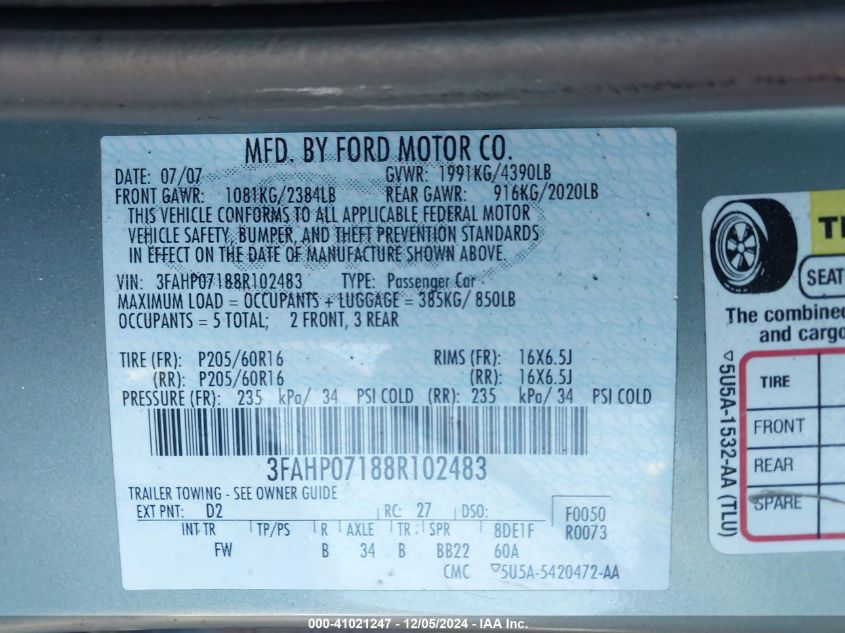 MFD. BY FORD MOTOR CO.
DATE: 07/07 GVWR: 1991KG/4390LB
FRONT GAWR: 1081KG/2384LB REAR GAWR: 916KG/2020LB
THIS VEHICLE CONFORMS TO ALL APPLICABLE FEDERAL MOTOR
VEHICLE SAFETY, BUMPER, AND THEFT PREVENTION STANDARDS
IN EFFECT ON THE DATE OF MANUFACTURE SHOWN ABOVE.
VIN: 3FAHP07188R102483 TYPE: Passenger Car
MAXIMUM LOAD = OCCUPANTS + LUGGAGE = 385KG/ 850LB
OCCUPANTS = 5 TOTAL; 2 FRONT, 3 REAR
TIRE (FR): P205/60R16 RIMS (FR): 16X6.5J
(RR): P205/60R16 (RR): 16X6.5J
PRESSURE (FR): 235 kPa/ 34 PSI COLD (RR): 235 kPa/ 34 PSI COLD
3FAHP07188R102483
TRAILER TOWING - SEE OWNER GUIDE
EXT PNT: D2 RC: 27 DSO: F0050
INT TR TP/PS R AXLE TR SPR 8DE1F R0073
FW B 34 B BB22 60A
CMC ▽5U5A-5420472-AA
SEAT
The combined
and cargo
TIRE
FRONT
REAR
SPARE
▽5U5A-1532-AA (TLU)
000-41021247 - 12/05/2024 - IAA Inc.